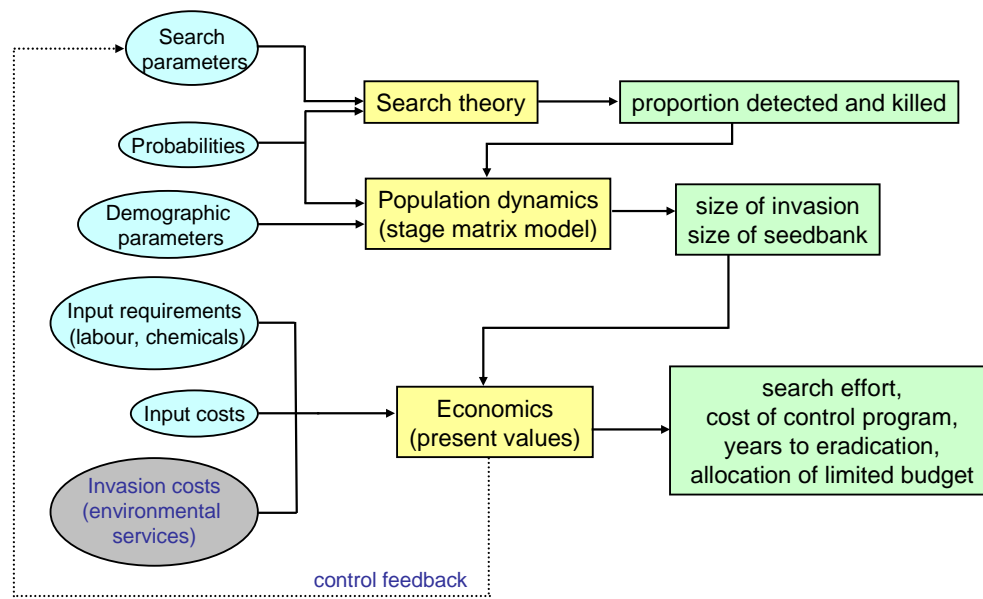 Search
parameters
Search theory
proportion detected and killed
Probabilities
Population dynamics
(stage matrix model)
size of invasion
size of seedbank
Demographic
parameters
Input requirements
(labour, chemicals)
Input costs
Economics
(present values)
search effort,
cost of control program,
years to eradication,
allocation of limited budget
Invasion costs
(environmental
services)
control feedback